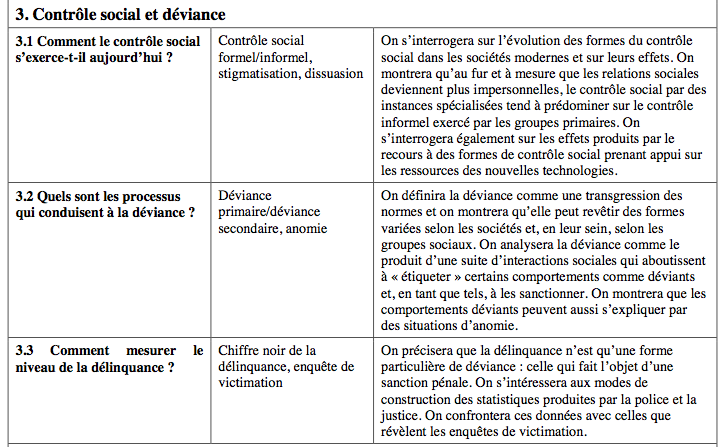 3. Contrôle social et déviance
3.1 Comment le contrôle social
s’exerce-t-il aujourd’hui ?
Contrôle social
formel/informel,
stigmatisation, dissuasion
On s’interrogera sur l’évolution des formes du contrôle
social dans les sociétés modernes et sur leurs effets. On
montrera qu’au fur et à mesure que les relations sociales
deviennent plus impersonnelles, le contrôle social par des
instances spécialisées tend à prédominer sur le contrôle
informel exercé par les groupes primaires. On
s’interrogera également sur les effets produits par le
recours à des formes de contrôle social prenant appui sur
les ressources des nouvelles technologies.
3.2 Quels sont les processus
qui conduisent à la déviance ?
Déviance
primaire/déviance
secondaire, anomie
On définira la déviance comme une transgression des
normes et on montrera qu’elle peut revêtir des formes
variées selon les sociétés et, en leur sein, selon les
groupes sociaux. On analysera la déviance comme le
produit d’une suite d’interactions sociales qui aboutissent
à « étiqueter » certains comportements comme déviants
et, en tant que tels, à les sanctionner. On montrera que les
comportements déviants peuvent aussi s’expliquer par
des situations d’anomie.
3.3 Comment mesurer le
niveau de la délinquance ?
Chiffre noir de la
délinquance, enquête de
victimation
On précisera que la délinquance n’est qu’une forme
particulière de déviance : celle qui fait l’objet d’une
sanction pénale. On s’intéressera aux modes de
construction des statistiques produites par la police et la
justice. On confrontera ces données avec celles que
révèlent les enquêtes de victimation.